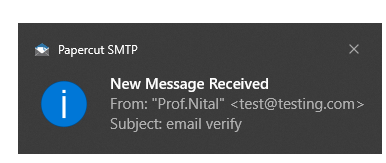 Papercut SMTP
New Message Received
From: "Prof.Nital" <test@testing.com>
Subject: email verify